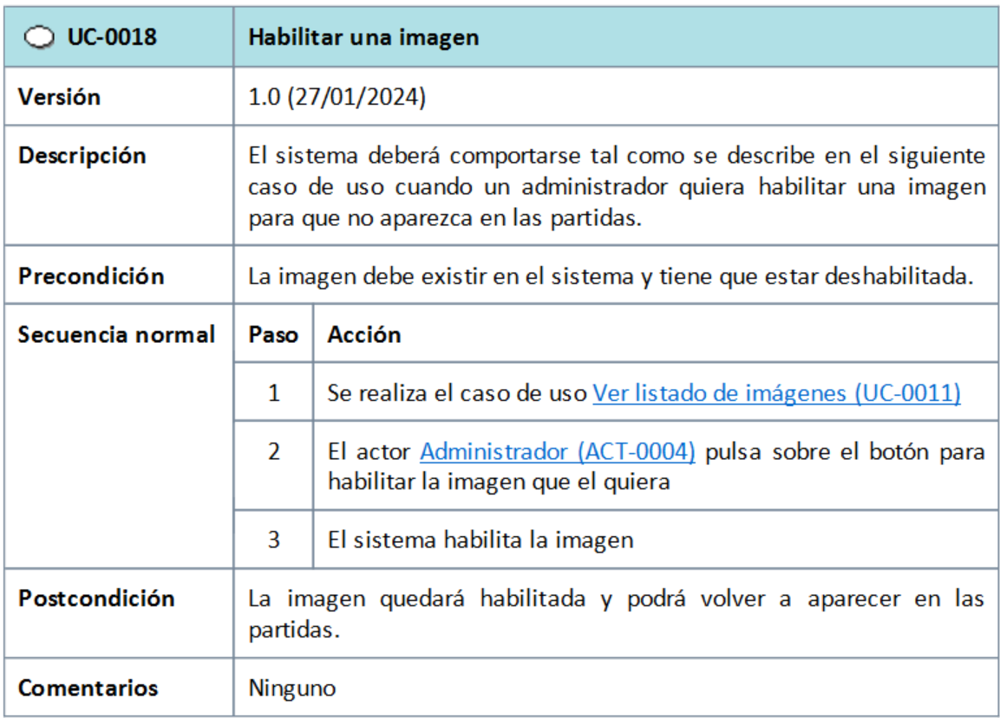 UC-0018 Habilitar una imagen
Versión 1.0 (27/01/2024)
Descripción El sistema deberá comportarse tal como se describe en el siguiente
caso de uso cuando un administrador quiera habilitar una imagen
para que no aparezca en las partidas.
Precondición La imagen debe existir en el sistema y tiene que estar deshabilitada.
Secuencia normal Paso Acción
1 Se realiza el caso de uso Ver listado de imágenes (UC-0011)
2 El actor Administrador (ACT-0004) pulsa sobre el botón para
habilitar la imagen que el quiera
3 El sistema habilita la imagen
Postcondición La imagen quedará habilitada y podrá volver a aparecer en las
partidas.
Comentarios Ninguno